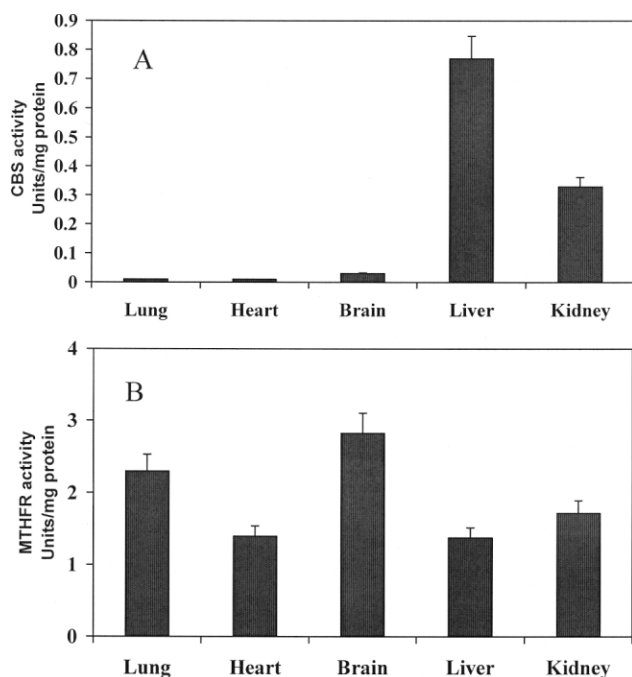 A
CBS activity
Units/mg protein
0.9
0.8
0.7
0.6
0.5
0.4
0.3
0.2
0.1
0
Lung Heart Brain Liver Kidney
B
MTHFR activity
Units/mg protein
4
3
2
1
0
Lung Heart Brain Liver Kidney